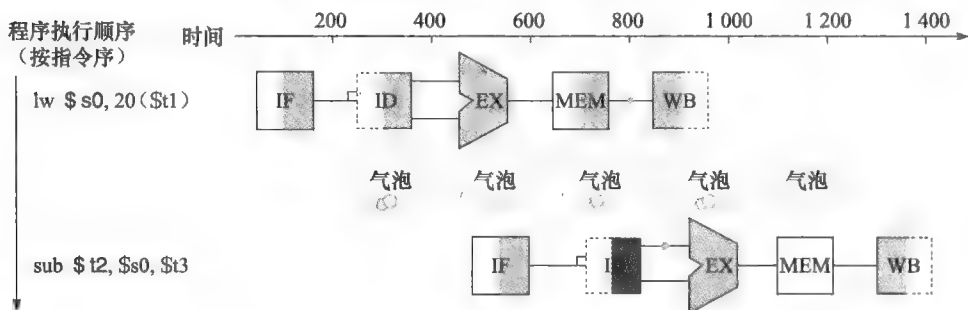 程序执行顺序
（按指令序）
时间
200 400 600 800 1 000 1 200 1 400
lw $s0, 20($t1)
IF ID EX MEM WB
气泡 气泡 气泡 气泡 气泡
sub $t2, $s0, $t3
IF EX MEM WB